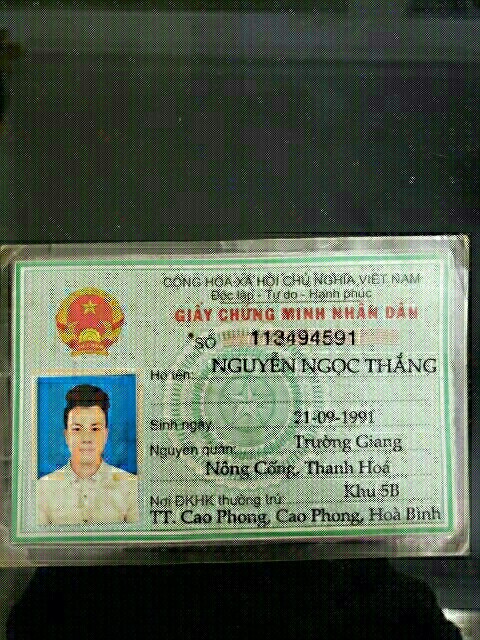 CỘNG HÒA XÃ HỘI CHỦ NGHĨA VIỆT NAM
Độc lập - Tự do - Hạnh phúc
GIẤY CHỨNG MINH NHÂN DÂN
SỐ 113494591
Họ tên: NGUYỄN NGỌC THẮNG
Sinh ngày 21-09-1991
Nguyên quán: Trường Giang
Nông Cống, Thanh Hoá
Nơi ĐKHK thường trú: Khu 5B
TT. Cao Phong, Cao Phong, Hoà Bình